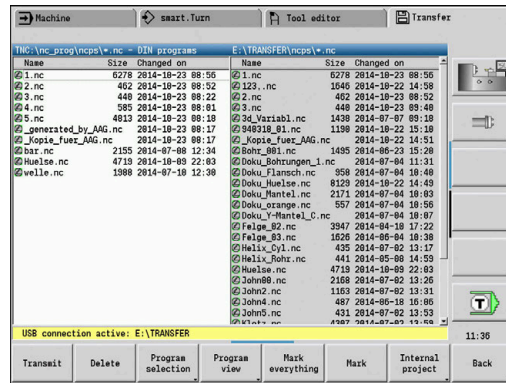 Machine
smart.Turn
Tool editor
Transfer
TNC:\nc_prog\ncps\*.nc - DIN programs
Name Size Changed on
1.nc 6278 2014-10-23 08:56
2.nc 462 2014-10-23 08:52
3.nc 448 2014-10-23 08:22
4.nc 585 2014-10-23 08:01
5.nc 4813 2014-10-23 08:18
_generated_by_AAG.nc 2014-10-23 08:17
_Kopie_fuer_AAG.nc 2014-10-23 08:17
bar.nc 2155 2014-07-08 12:34
Huelse.nc 4719 2014-10-09 22:03
welle.nc 1988 2014-07-10 12:30
E:\TRANSFER\ncps\*.nc
Name Size Changed on
1.nc 6278 2014-10-23 08:56
123,.nc 1646 2014-10-22 14:58
2.nc 462 2014-10-23 08:52
3.nc 448 2014-10-23 09:40
3d_Variabl.nc 1438 2014-07-07 09:10
940318_01.nc 1190 2014-10-22 15:10
_Kopie_fuer_AAG.nc 2014-10-22 14:51
Bohr_001.nc 1495 2014-06-23 15:20
Doku_Bohrungen_1.nc 2014-07-04 11:31
Doku_Flansch.nc 950 2014-07-04 10:40
Doku_Huelse.nc 8129 2014-10-22 14:49
Doku_Mantel.nc 2171 2014-07-04 10:03
Doku_orange.nc 557 2014-07-04 10:56
Doku_Y-Mantel_C.nc 2014-07-04 10:07
Felge_02.nc 3947 2014-04-10 17:22
Felge_03.nc 1626 2014-06-04 10:38
Helix_Cyl.nc 435 2014-07-02 13:17
Helix_Rohr.nc 441 2014-05-08 14:59
Huelse.nc 4719 2014-10-09 22:03
John00.nc 2168 2014-07-02 13:26
John2.nc 1163 2014-07-02 13:31
John4.nc 487 2014-06-18 16:06
John5.nc 431 2014-07-02 13:53
Klotz.nc 4307 2014-07-02 13:59
USB connection active: E:\TRANSFER
T
11:36
Transmit
Delete
Program selection
Program view
Mark everything
Mark
Internal project
Back